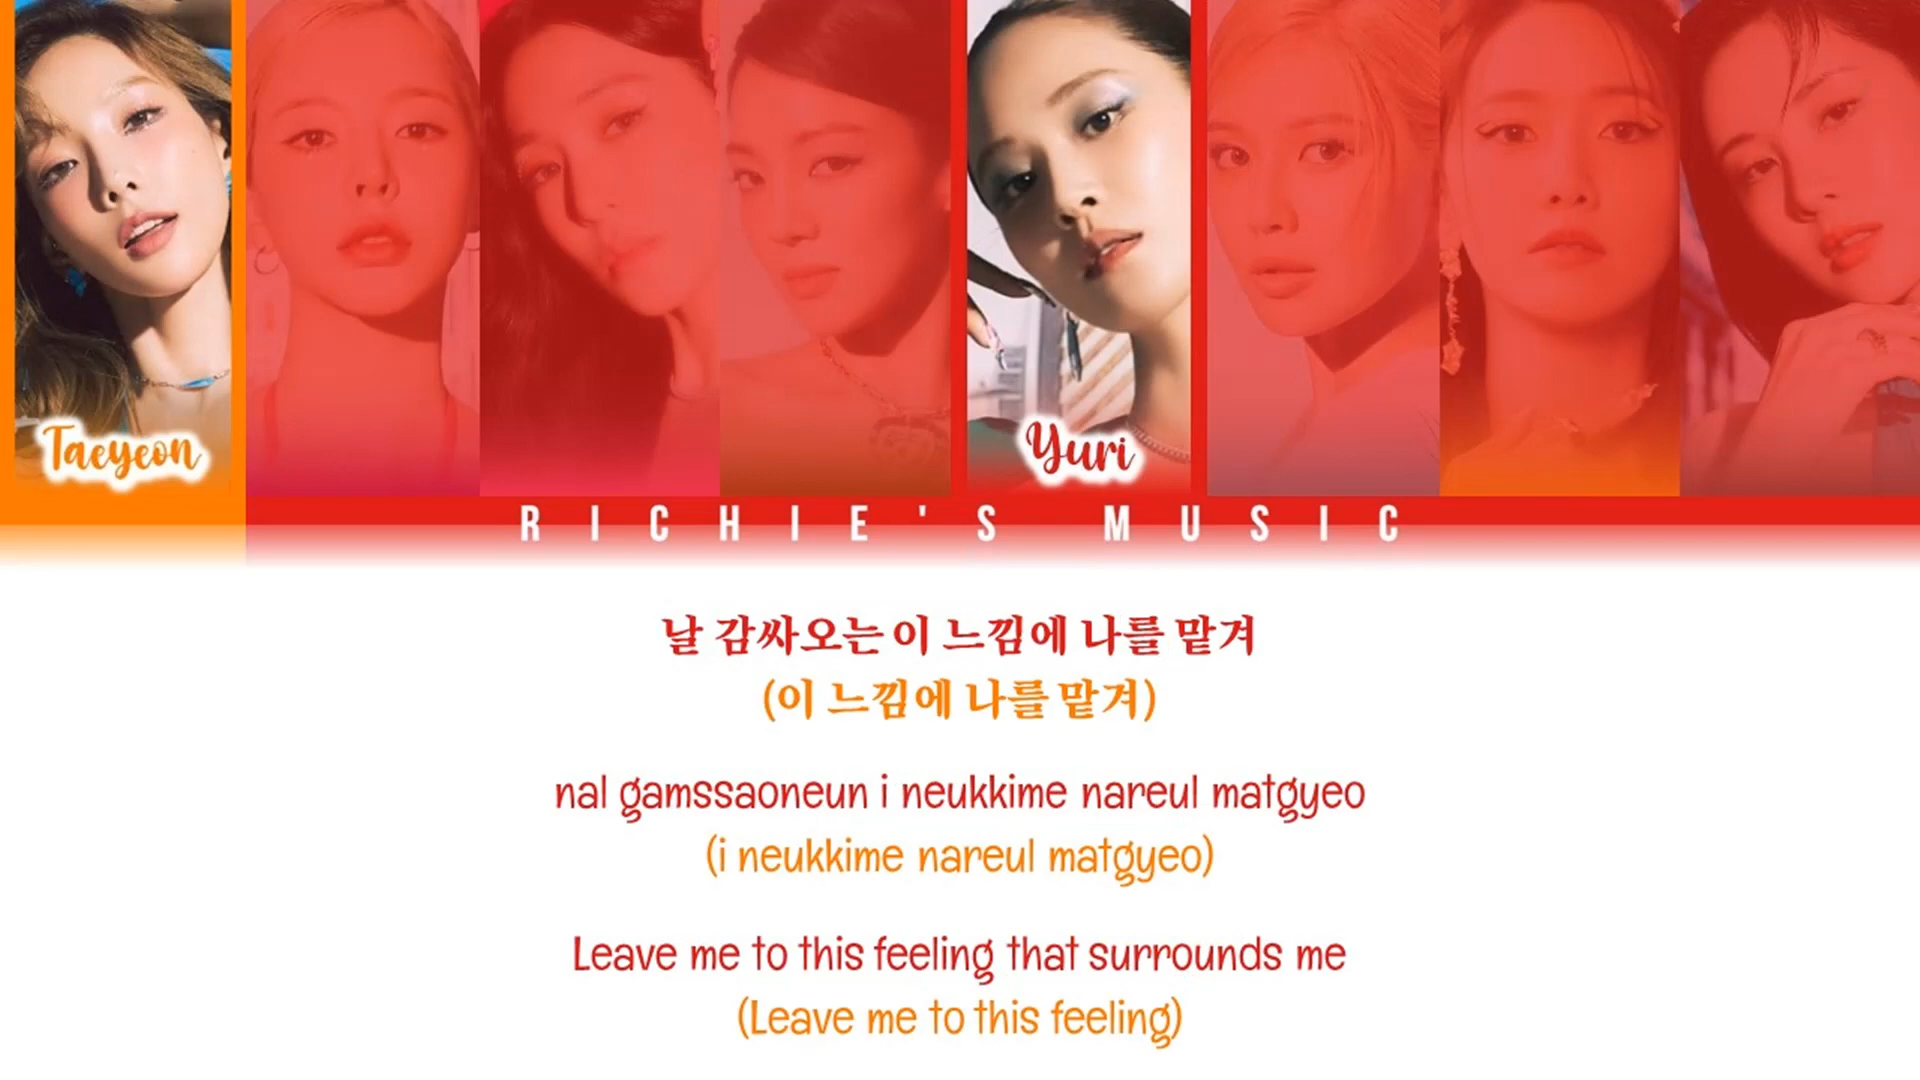 Taeyeon
Yuri
RICHIE'S MUSIC
날 감싸오는 이 느낌에 나를 맡겨
(이 느낌에 나를 맡겨)
nal gamssaoneun i neukkime nareul matgyeo
(i neukkime nareul matgyeo)
Leave me to this feeling that surrounds me
(Leave me to this feeling)